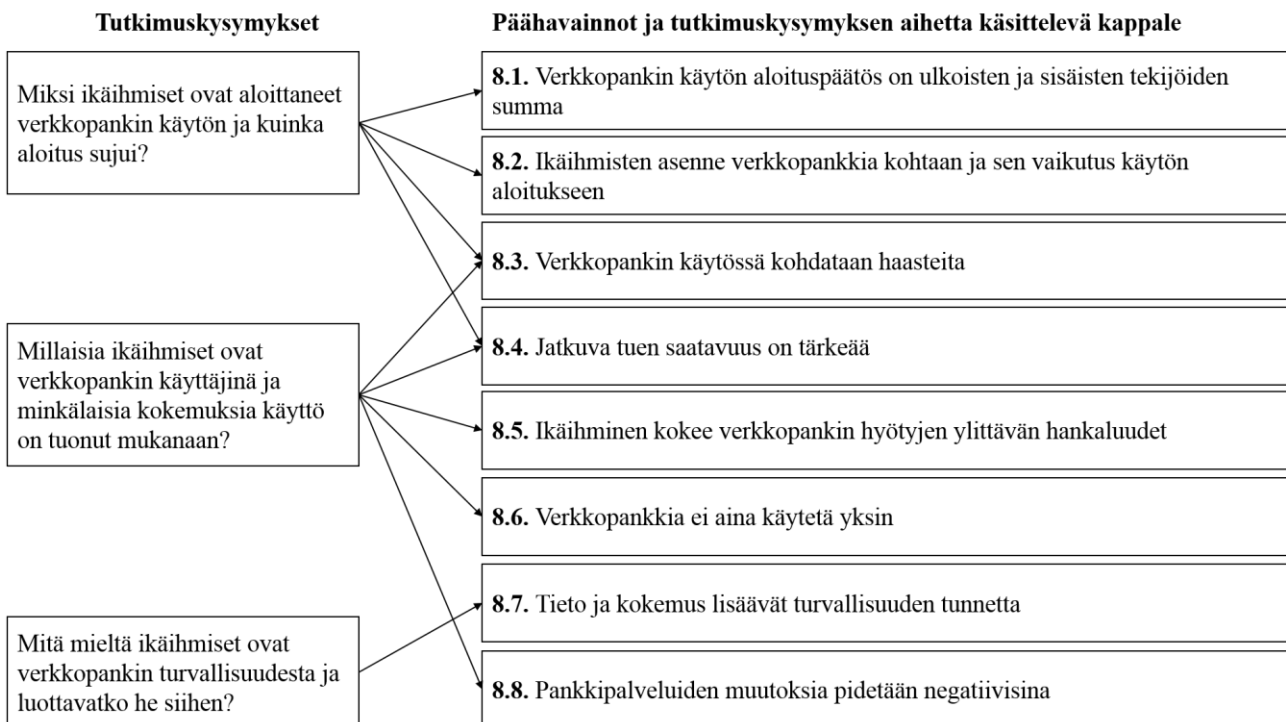 Tutkimuskysymykset
Miksi ikäihmiset ovat aloittaneet
verkkopankin käytön ja kuinka
aloitus sujui?
Millaisia ikäihmiset ovat
verkkopankin käyttäjinä ja
minkälaisia kokemuksia käyttö
on tuonut mukanaan?
Mitä mieltä ikäihmiset ovat
verkkopankin turvallisuudesta ja
luottavatko he siihen?
Päähavainnot ja tutkimuskysymyksen aihetta käsittelevä kappale
8.1. Verkkopankin käytön aloituspäätös on ulkoisten ja sisäisten tekijöiden
summa
8.2. Ikäihmisten asenne verkkopankkia kohtaan ja sen vaikutus käytön
aloitukseen
8.3. Verkkopankin käytössä kohdataan haasteita
8.4. Jatkuva tuen saatavuus on tärkeää
8.5. Ikäihminen kokee verkkopankin hyötyjen ylittävän hankaluudet
8.6. Verkkopankkia ei aina käytetä yksin
8.7. Tieto ja kokemus lisäävät turvallisuuden tunnetta
8.8. Pankkipalveluiden muutoksia pidetään negatiivisina